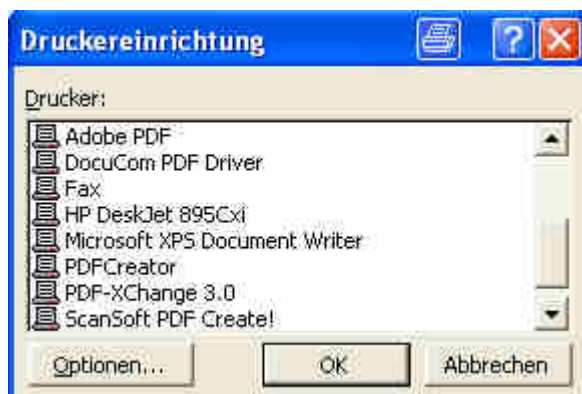 Druckereinrichtung
Drucker:
Adobe PDF
DocuCom PDF Driver
Fax
HP DeskJet 895Cxi
Microsoft XPS Document Writer
PDFCreator
PDF-XChange 3.0
ScanSoft PDF Create!
Optionen... OK Abbrechen